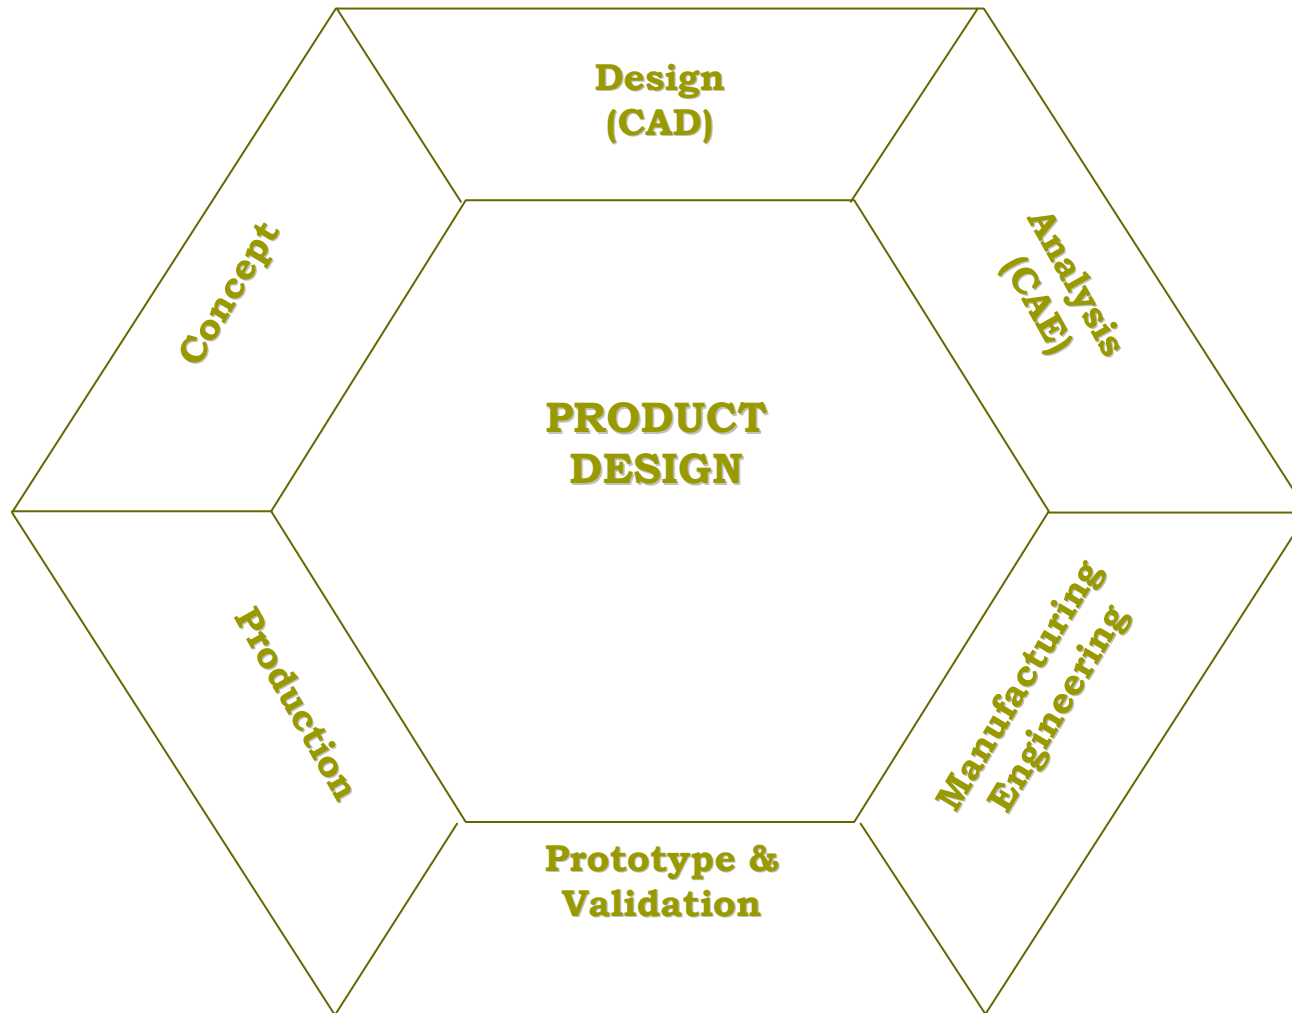 Design
(CAD)
Concept
Analysis
(CAE)
PRODUCT
DESIGN
Production
Manufacturing
Engineering
Prototype &
Validation